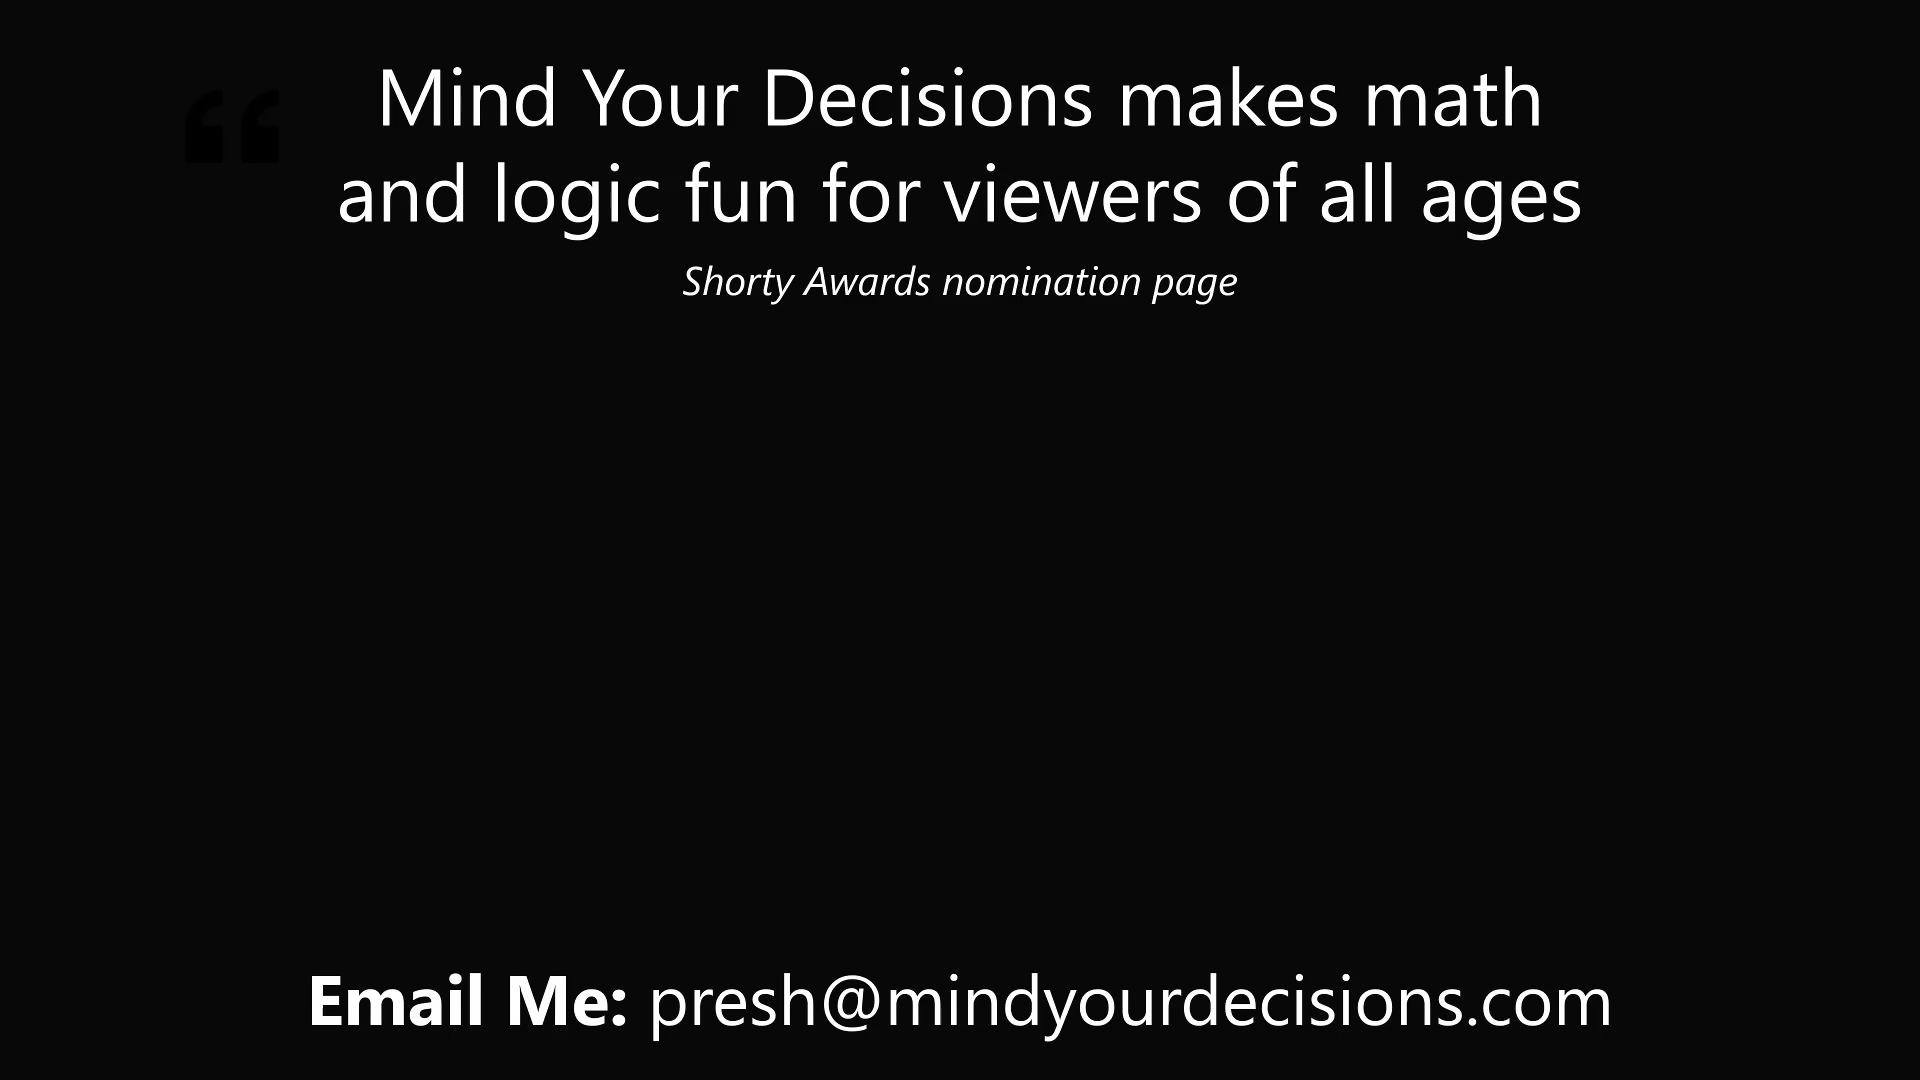 “
Mind Your Decisions makes math
and logic fun for viewers of all ages
Shorty Awards nomination page
Email Me: presh@mindyourdecisions.com